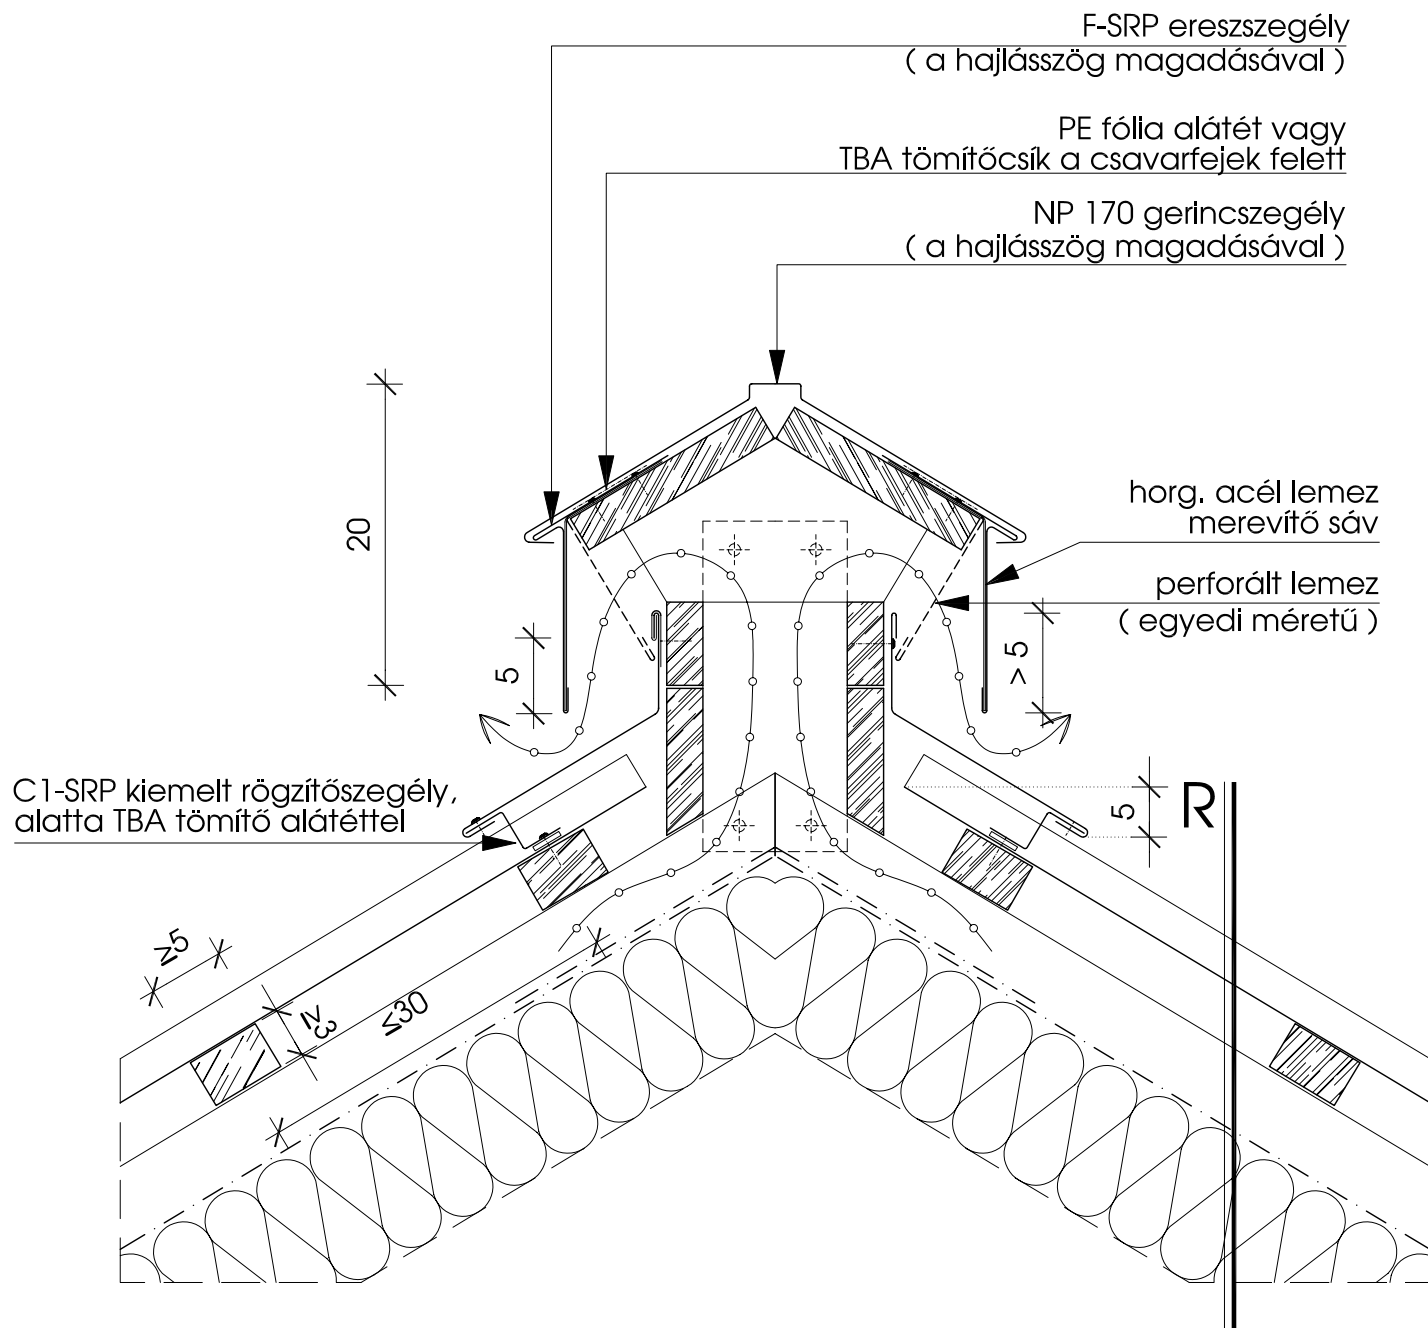 F-SRP ereszszegély
( a hajlásszög magadásával )
PE fólia alátét vagy
TBA tömítőcsík a csavarfejek felett
NP 170 gerincszegély
( a hajlásszög magadásával )
20
horg. acél lemez
merevítő sáv
perforált lemez
( egyedi méretű )
5
> 5
C1-SRP kiemelt rögzítőszegély,
alatta TBA tömítő alátéttel
5
R
≥5
≥3
≤30